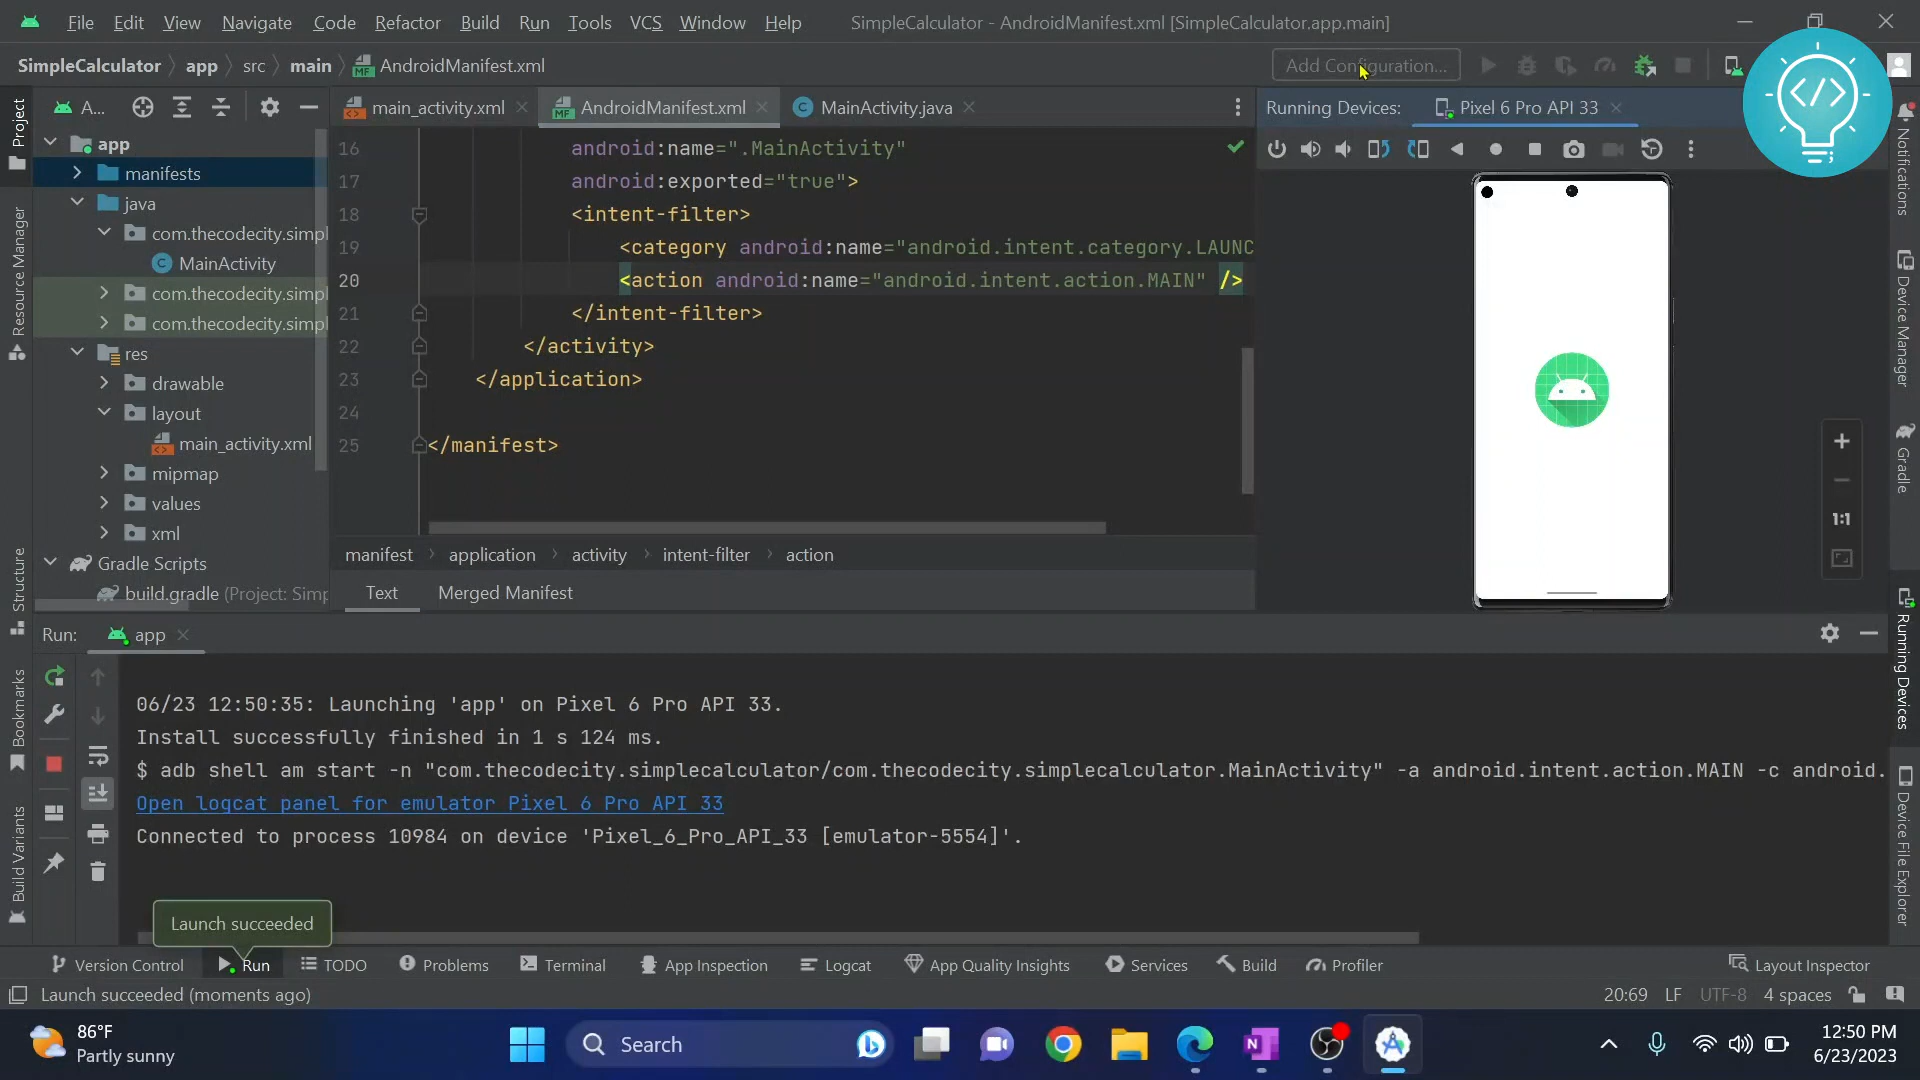 File Edit View Navigate Code Refactor Build Run Tools VCS Window Help SimpleCalculator - AndroidManifest.xml [SimpleCalculator.app.main]
SimpleCalculator app src main AndroidManifest.xml Add Configuration...
A... main_activity.xml AndroidManifest.xml MainActivity.java Running Devices: Pixel 6 Pro API 33
Project
Resource Manager
Structure
Bookmarks
Build Variants
app
manifests
java
com.thecodecity.simpl
MainActivity
com.thecodecity.simpl
com.thecodecity.simpl
res
drawable
layout
main_activity.xml
mipmap
values
xml
Gradle Scripts
build.gradle (Project: Simp
16 android:name=".MainActivity"
17 android:exported="true">
18 <intent-filter>
19 <category android:name="android.intent.category.LAUNC
20 <action android:name="android.intent.action.MAIN" />
21 </intent-filter>
22 </activity>
23 </application>
24
25 </manifest>
manifest application activity intent-filter action
Text Merged Manifest
</>
1:1
Notifications
Device Manager
Gradle
Running Devices
Device File Explorer
Run: app
06/23 12:50:35: Launching 'app' on Pixel 6 Pro API 33.
Install successfully finished in 1 s 124 ms.
$ adb shell am start -n "com.thecodecity.simplecalculator/com.thecodecity.simplecalculator.MainActivity" -a android.intent.action.MAIN -c android.
Open logcat panel for emulator Pixel 6 Pro API 33
Connected to process 10984 on device 'Pixel_6_Pro_API_33 [emulator-5554]'.
Launch succeeded
Version Control Run TODO Problems Terminal App Inspection Logcat App Quality Insights Services Build Profiler Layout Inspector
Launch succeeded (moments ago) 20:69 LF UTF-8 4 spaces
86°F
Partly sunny
Search
12:50 PM
6/23/2023